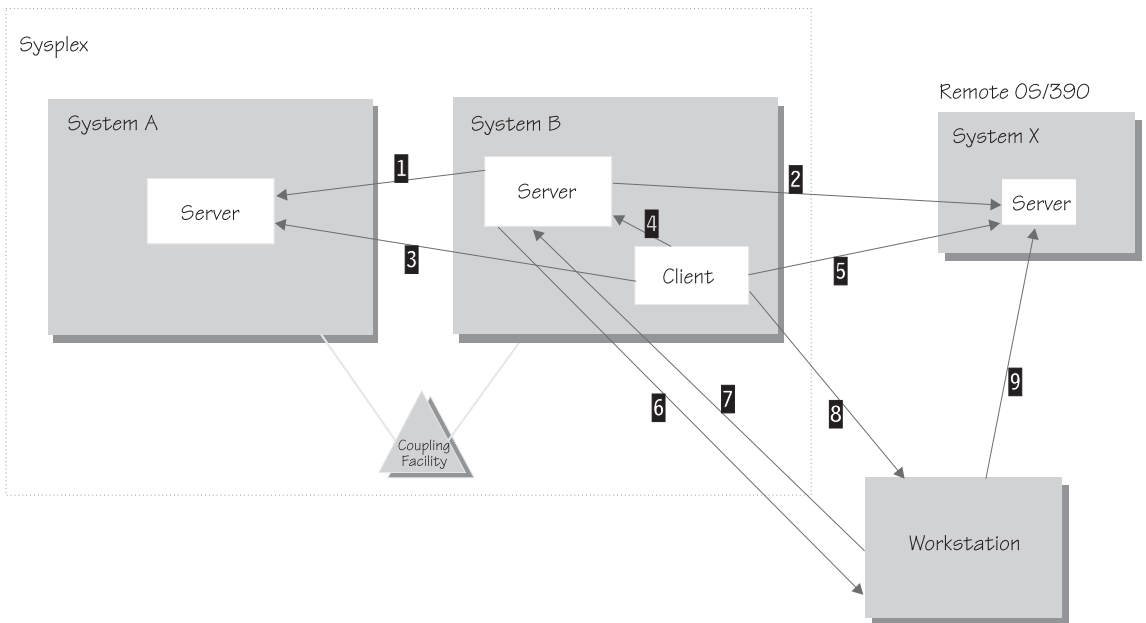 Sysplex
Remote OS/390
System A
System B
System X
1
2
Server
Server
Server
4
3
5
Client
6
7
8
9
Coupling
Facility
Workstation